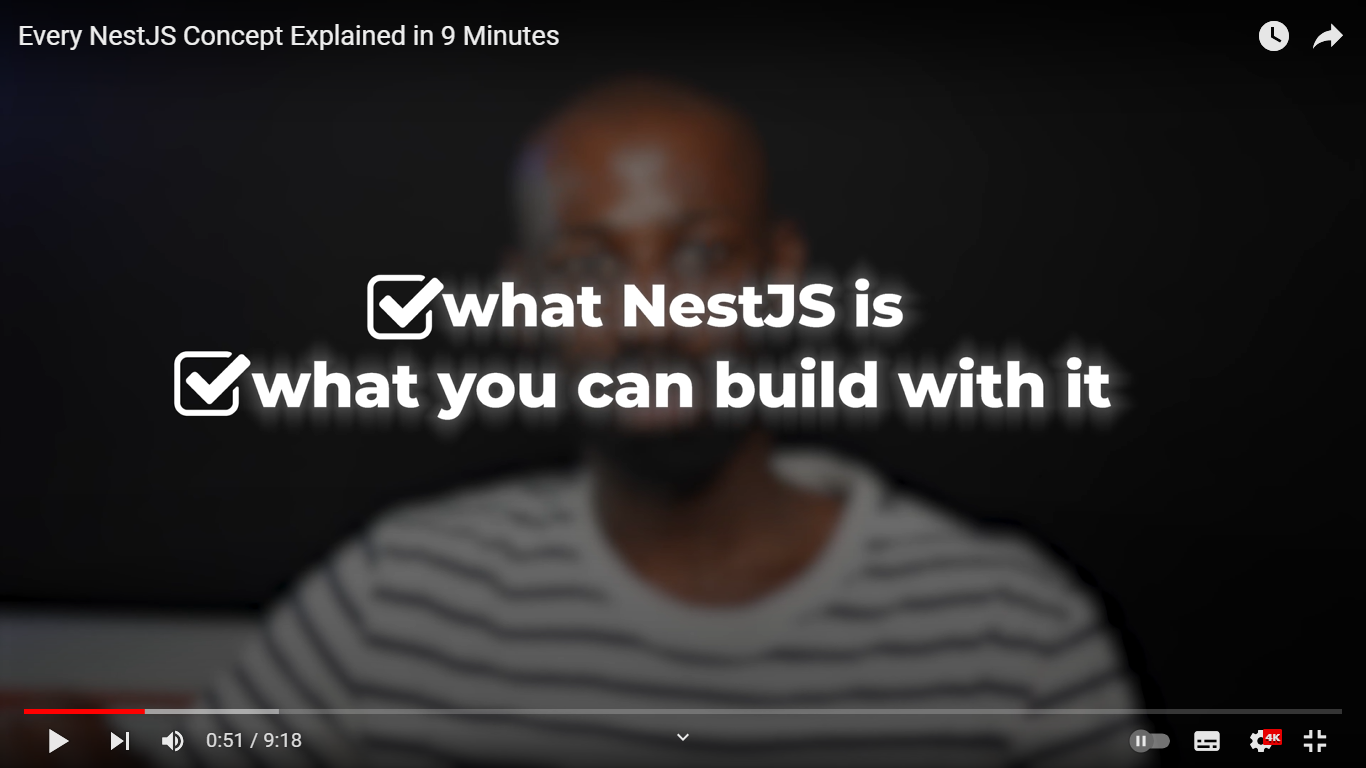 Every NestJS Concept Explained in 9 Minutes
what NestJS is
what you can build with it
0:51 / 9:18
4K